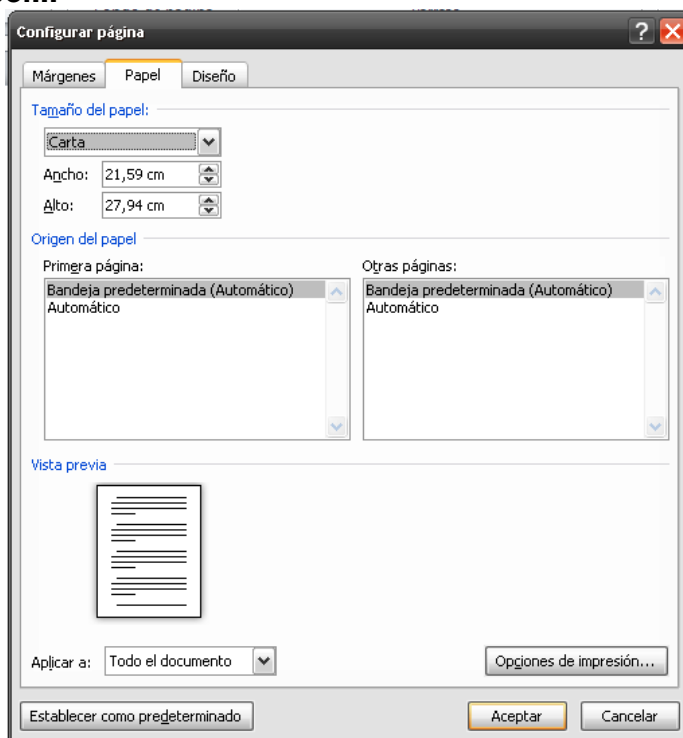 Configurar página
Márgenes Papel Diseño
Tamaño del papel:
Carta
Ancho: 21,59 cm
Alto: 27,94 cm
Origen del papel
Primera página: Otras páginas:
Bandeja predeterminada (Automático) Bandeja predeterminada (Automático)
Automático Automático
Vista previa
Aplicar a: Todo el documento Opciones de impresión...
Establecer como predeterminado Aceptar Cancelar